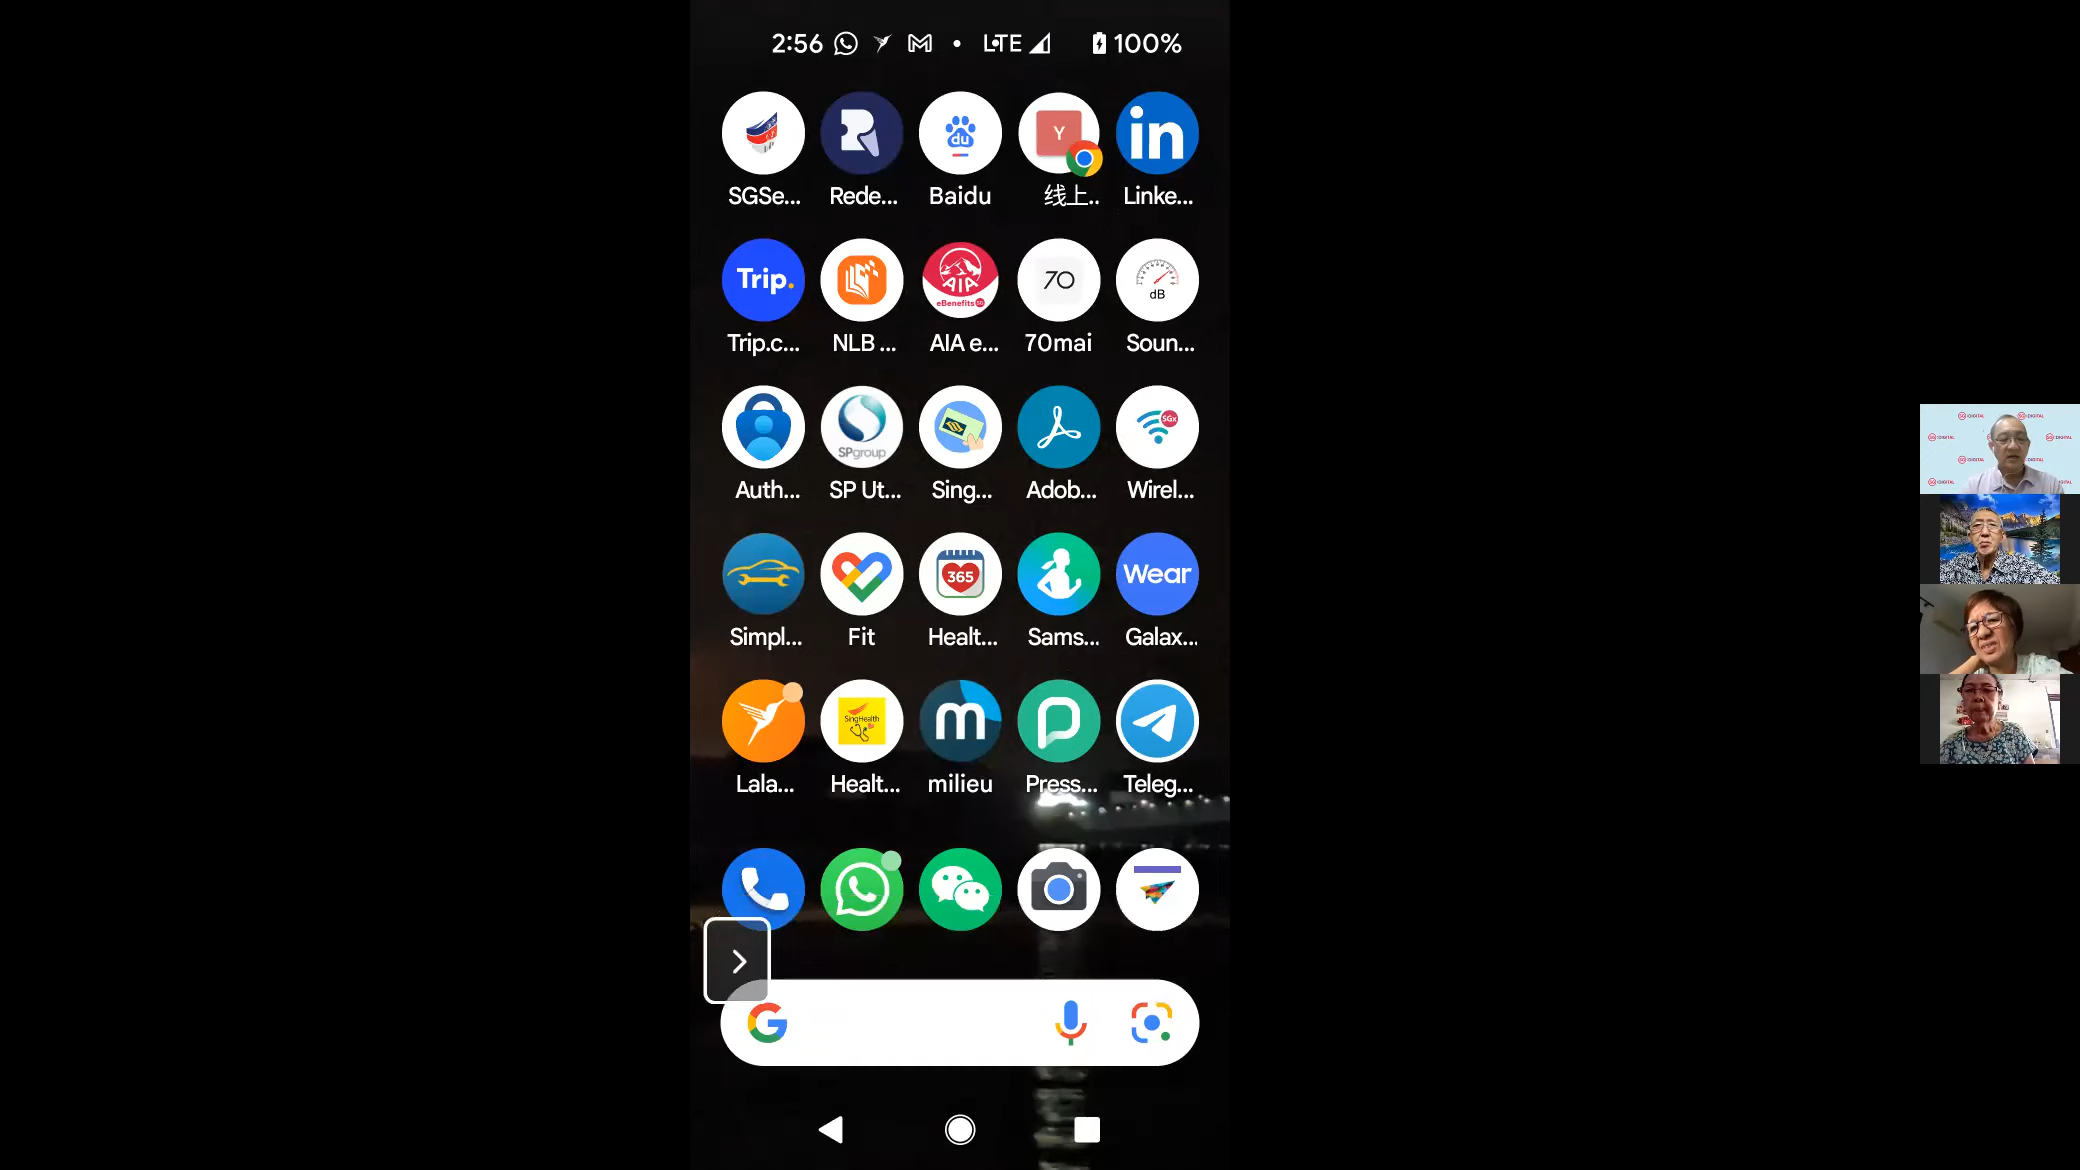 2:56 LTE 100%
Y
in
SGSe... Rede... Baidu 线上.. Linke...
Trip. AIA eBenefits 70 dB
Trip.c... NLB ... AIA e... 70mai Soun...
SPgroup SGx
Auth... SP Ut... Sing... Adob... Wirel...
365 Wear
Simpl... Fit Healt... Sams... Galax...
SingHealth m
Lala... Healt... milieu Press... Teleg...